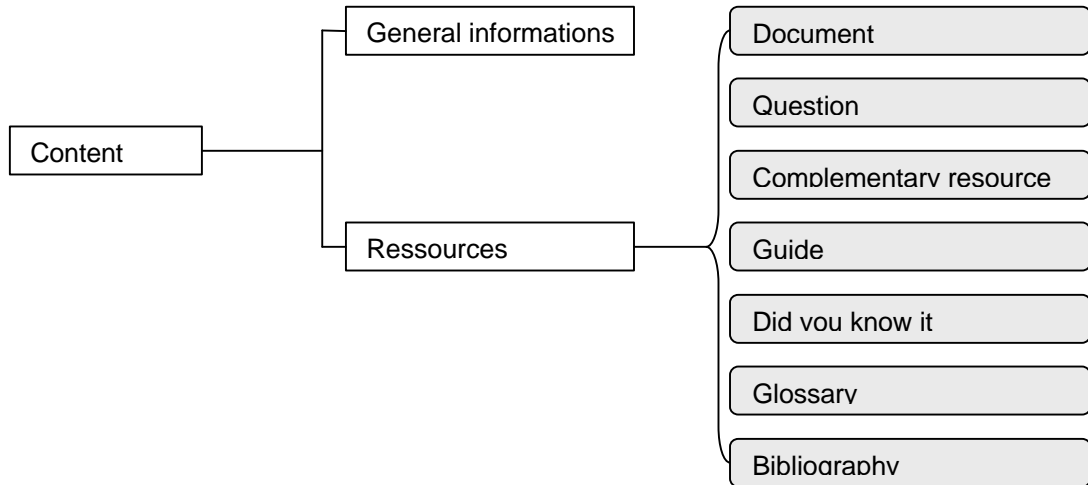 General informations
Document
Question
Content
Complementary resource
Ressources
Guide
Did you know it
Glossary
Bibliography